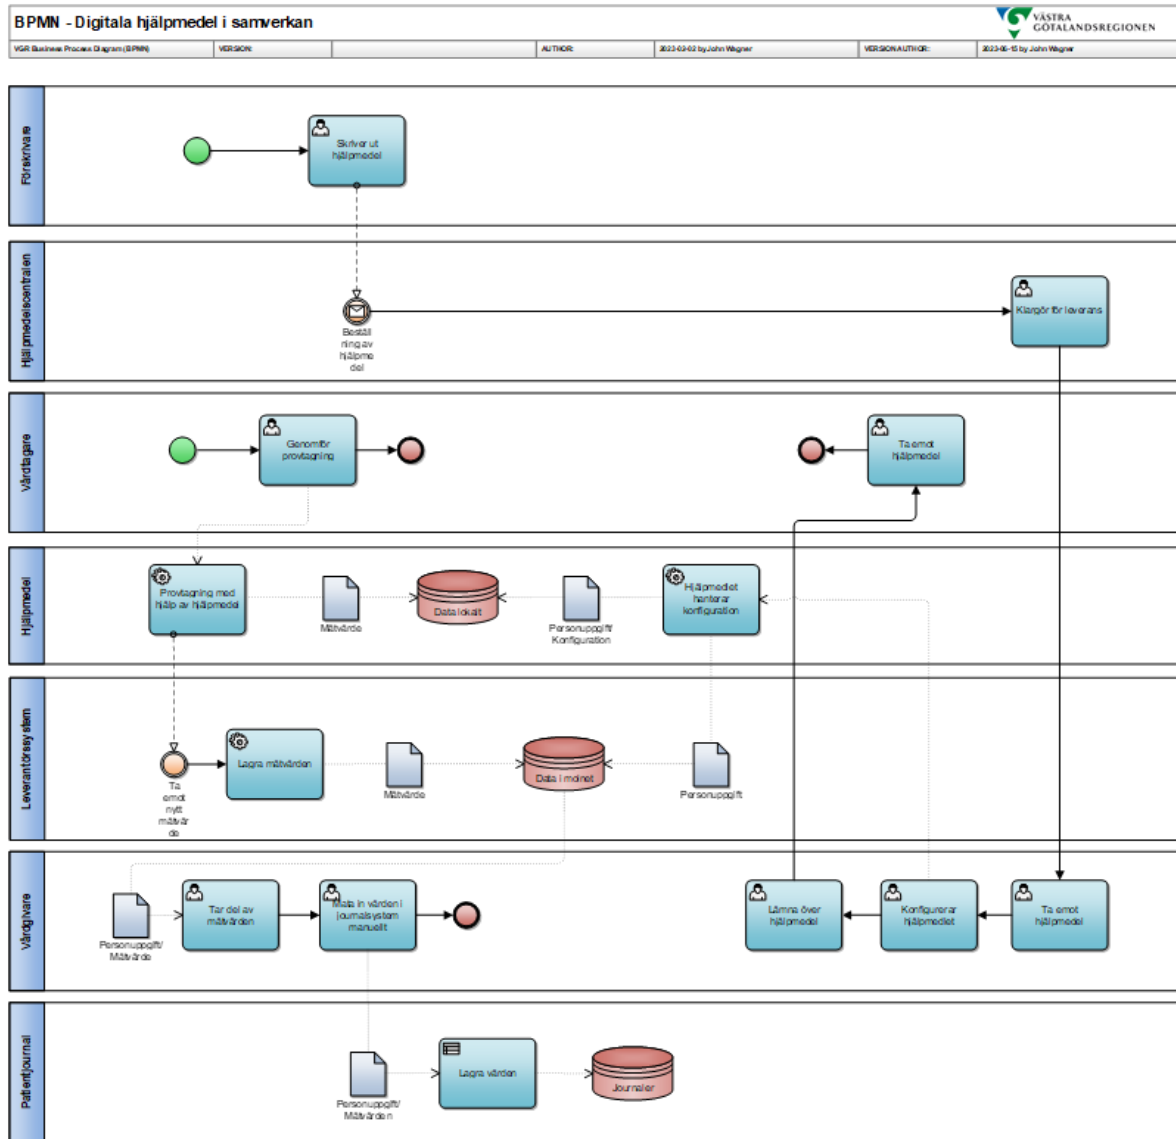 BPMN - Digitala hjälpmedel i samverkan
VÄSTRA
GÖTALANDSREGIONEN
VGR Business Process Diagram (BPMN)
VERSION:
AUTHOR:
2023-03-02 by John Wagner
VERSION AUTHOR:
2023-06-15 by John Wagner
Förskrivare
Skriver ut
hjälpmedel
Hjälpmedelscentralen
Beställ
ning av
hjälpme
del
Klargör för leverans
Vårdtagare
Genomför
provtagning
Ta emot
hjälpmedel
Hjälpmedel
Provtagning med
hjälp av hjälpmedel
Mätvärde
Data lokalt
Personuppgift/
Konfiguration
Hjälpmedlet
hanterar
konfiguration
Leverantörssystem
Ta
emot
nytt
mätvär
de
Lagra mätvärden
Mätvärde
Data i molnet
Personuppgift
Vårdgivare
Personuppgift/
Mätvärde
Tar del av
mätvärden
Mata in värden i
journalsystem
manuellt
Lämna över
hjälpmedel
Konfigurerar
hjälpmedlet
Ta emot
hjälpmedel
Patientjournal
Personuppgift/
Mätvärden
Lagra värden
Journaler